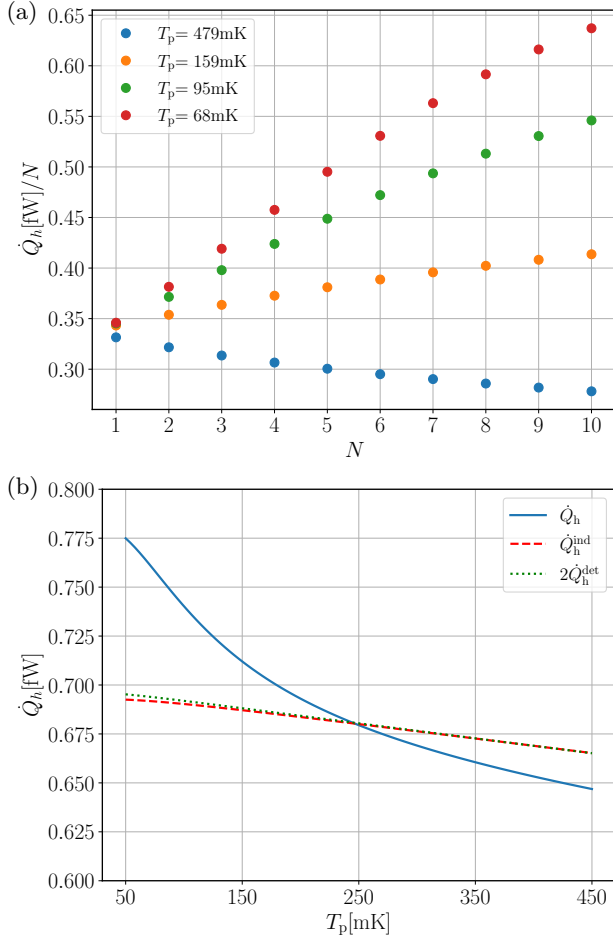 (a)
0.65
0.60
0.55
0.50
0.45
0.40
0.35
0.30
Q̇_h[fW]/N
T_p= 479mK
T_p= 159mK
T_p= 95mK
T_p= 68mK
1 2 3 4 5 6 7 8 9 10
N
(b)
0.800
0.775
0.750
0.725
0.700
0.675
0.650
0.625
0.600
Q̇_h[fW]
Q̇_h
Q̇_h^ind
2Q̇_h^det
50 150 250 350 450
T_p[mK]